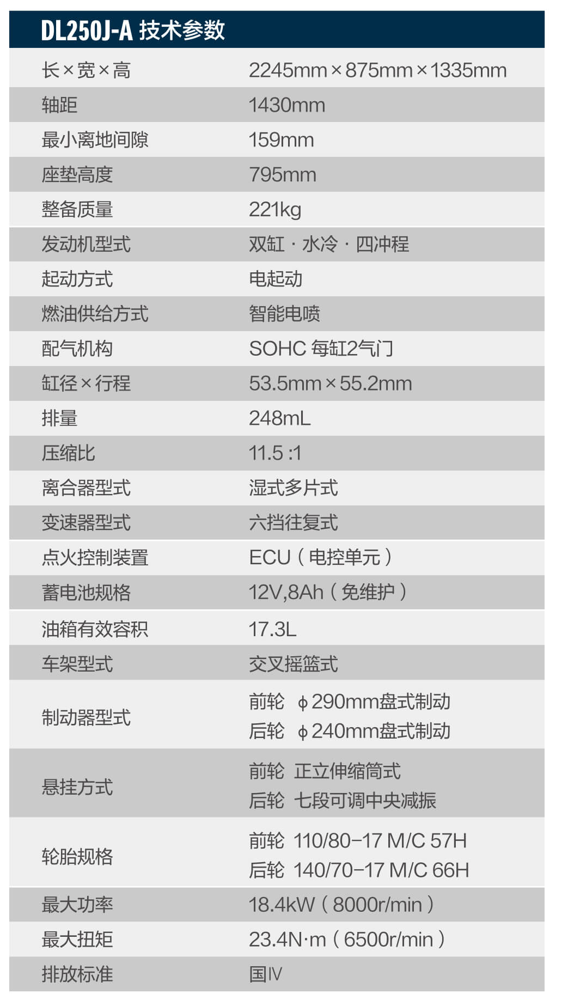 DL250J-A 技术参数
长×宽×高 2245mm×875mm×1335mm
轴距 1430mm
最小离地间隙 159mm
座垫高度 795mm
整备质量 221kg
发动机型式 双缸·水冷·四冲程
起动方式 电起动
燃油供给方式 智能电喷
配气机构 SOHC 每缸2气门
缸径×行程 53.5mm×55.2mm
排量 248mL
压缩比 11.5 :1
离合器型式 湿式多片式
变速器型式 六挡往复式
点火控制装置 ECU（电控单元）
蓄电池规格 12V,8Ah（免维护）
油箱有效容积 17.3L
车架型式 交叉摇篮式
制动器型式
前轮 φ290mm盘式制动
后轮 φ240mm盘式制动
悬挂方式
前轮 正立伸缩筒式
后轮 七段可调中央减振
轮胎规格
前轮 110/80-17 M/C 57H
后轮 140/70-17 M/C 66H
最大功率 18.4kW（8000r/min）
最大扭矩 23.4N·m（6500r/min）
排放标准 国Ⅳ